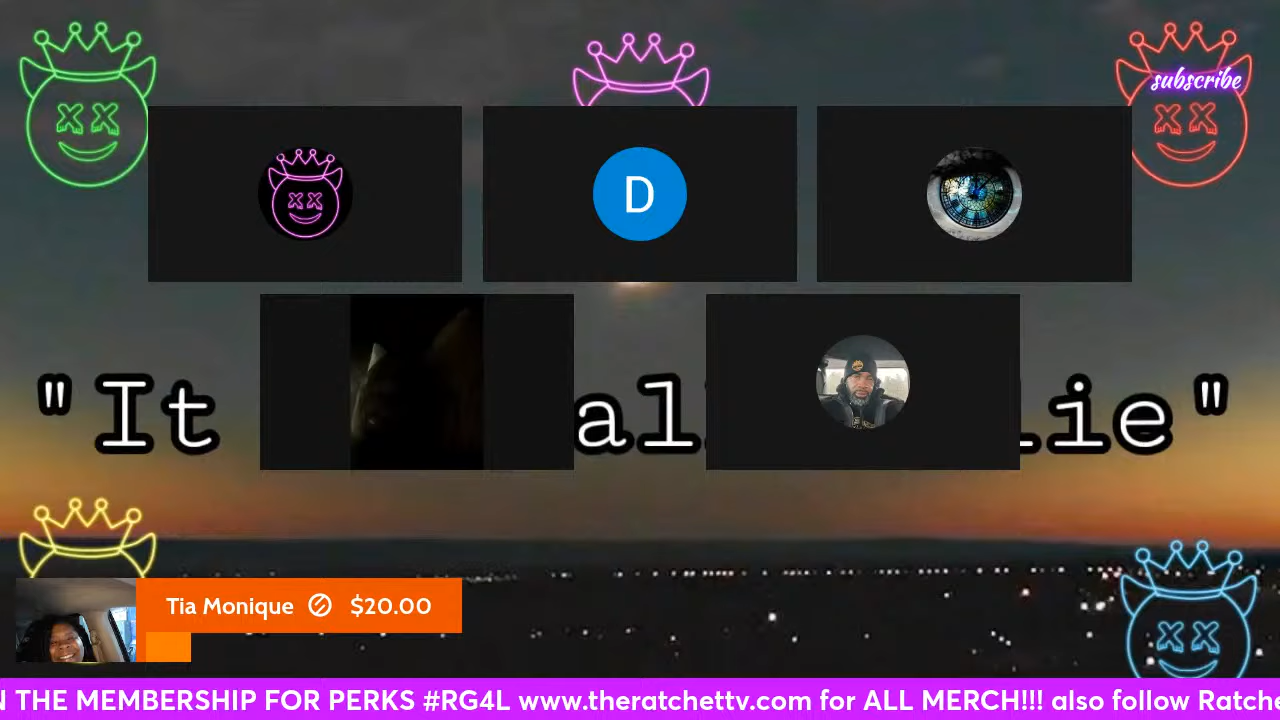 subscribe
D
"It al lie"
Tia Monique $20.00
THE MEMBERSHIP FOR PERKS #RG4L www.theratchettv.com for ALL MERCH!!! also follow